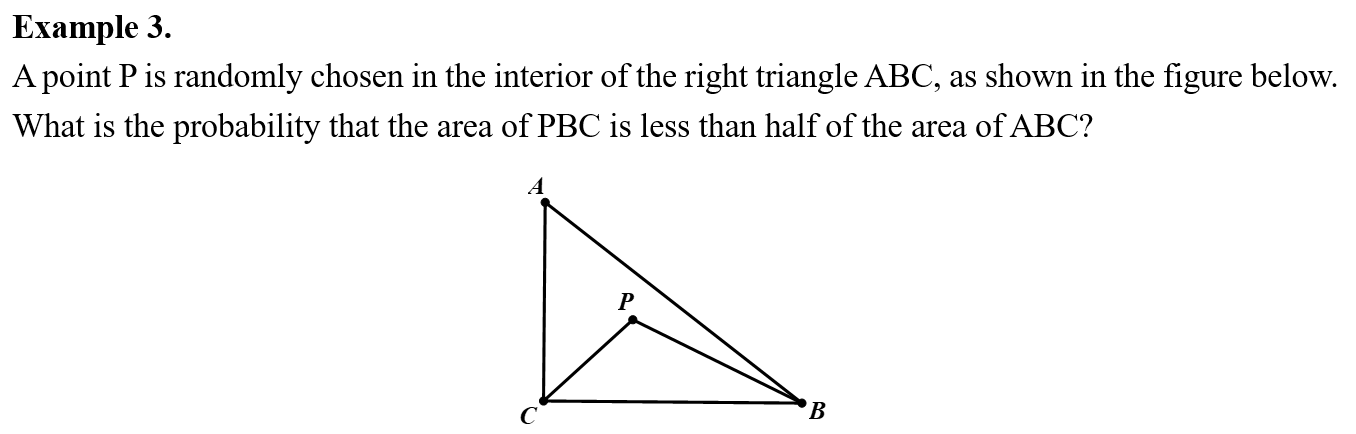 Example 3.
A point P is randomly chosen in the interior of the right triangle ABC, as shown in the figure below.
What is the probability that the area of PBC is less than half of the area of ABC?
A
P
C
B